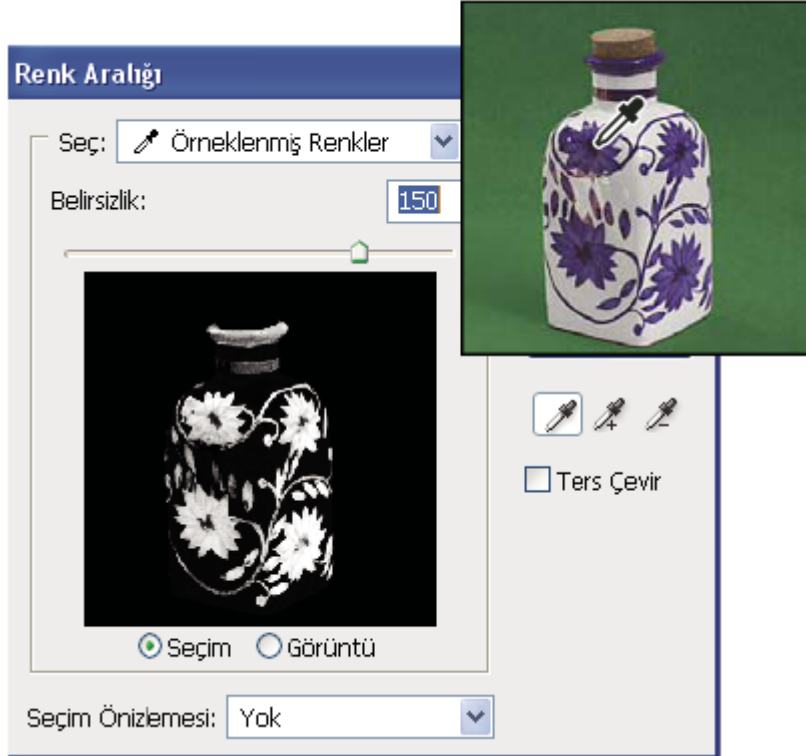 Renk Aralığı
Seç: Örneklenmiş Renkler
Belirsizlik: 150
Seçim Görüntü
Ters Çevir
Seçim Önizlemesi: Yok